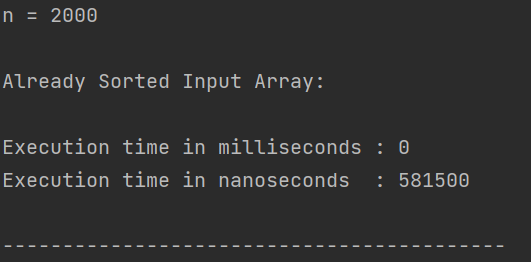 n = 2000
Already Sorted Input Array:
Execution time in milliseconds : 0
Execution time in nanoseconds  : 581500
------------------------------------------